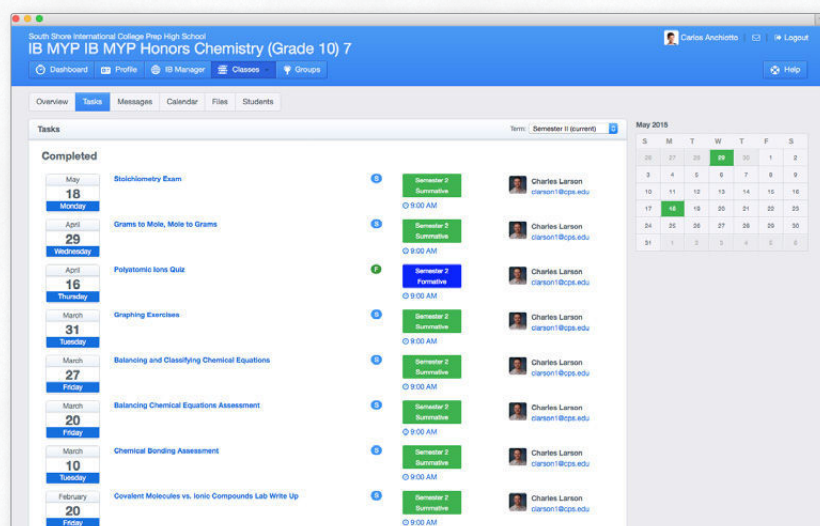 South Shore International College Prep High School
IB MYP IB MYP Honors Chemistry (Grade 10) 7
Carlos Anchiotto
Logout
Dashboard Profile IB Manager Classes Groups
Help
Overview Tasks Messages Calendar Files Students
Tasks
Term: Semester II (current)
Completed
May
18
Monday
Stoichiometry Exam
S
Semester 2
Summative
9:00 AM
Charles Larson
clarson1@cps.edu
April
29
Wednesday
Grams to Mole, Mole to Grams
S
Semester 2
Summative
9:00 AM
Charles Larson
clarson1@cps.edu
April
16
Thursday
Polyatomic Ions Quiz
F
Semester 2
Formative
9:00 AM
Charles Larson
clarson1@cps.edu
March
31
Tuesday
Graphing Exercises
S
Semester 2
Summative
9:00 AM
Charles Larson
clarson1@cps.edu
March
27
Friday
Balancing and Classifying Chemical Equations
S
Semester 2
Summative
9:00 AM
Charles Larson
clarson1@cps.edu
March
20
Friday
Balancing Chemical Equations Assessment
S
Semester 2
Summative
9:00 AM
Charles Larson
clarson1@cps.edu
March
10
Tuesday
Chemical Bonding Assessment
S
Semester 2
Summative
9:00 AM
Charles Larson
clarson1@cps.edu
February
20
Friday
Covalent Molecules vs. Ionic Compounds Lab Write Up
S
Semester 2
Summative
9:00 AM
Charles Larson
clarson1@cps.edu
May 2015
S M T W T F S
26 27 28 29 30 1 2
3 4 5 6 7 8 9
10 11 12 13 14 15 16
17 18 19 20 21 22 23
24 25 26 27 28 29 30
31 1 2 3 4 5 6